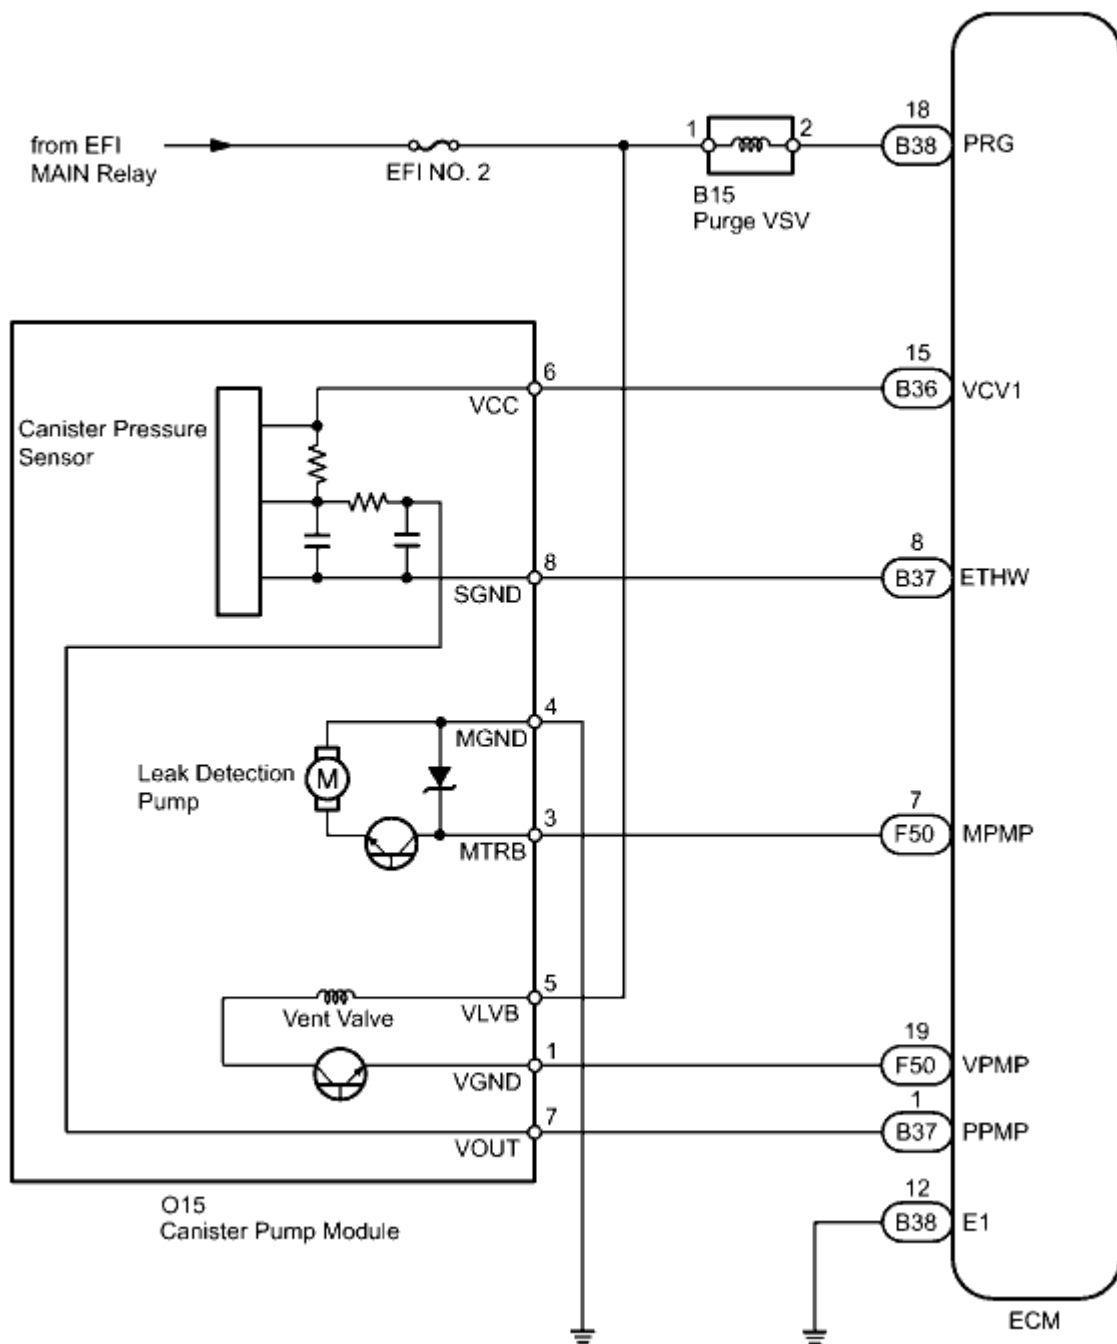 18
from EFI
MAIN Relay
EFI NO. 2
1
2
B38
PRG
B15
Purge VSV
15
6
VCC
B36
VCV1
Canister Pressure
Sensor
8
8
SGND
B37
ETHW
4
MGND
Leak Detection
Pump
M
7
3
MTRB
F50
MPMP
5
VLVB
Vent Valve
19
1
VGND
F50
VPMP
1
7
VOUT
B37
PPMP
O15
Canister Pump Module
12
B38
E1
ECM